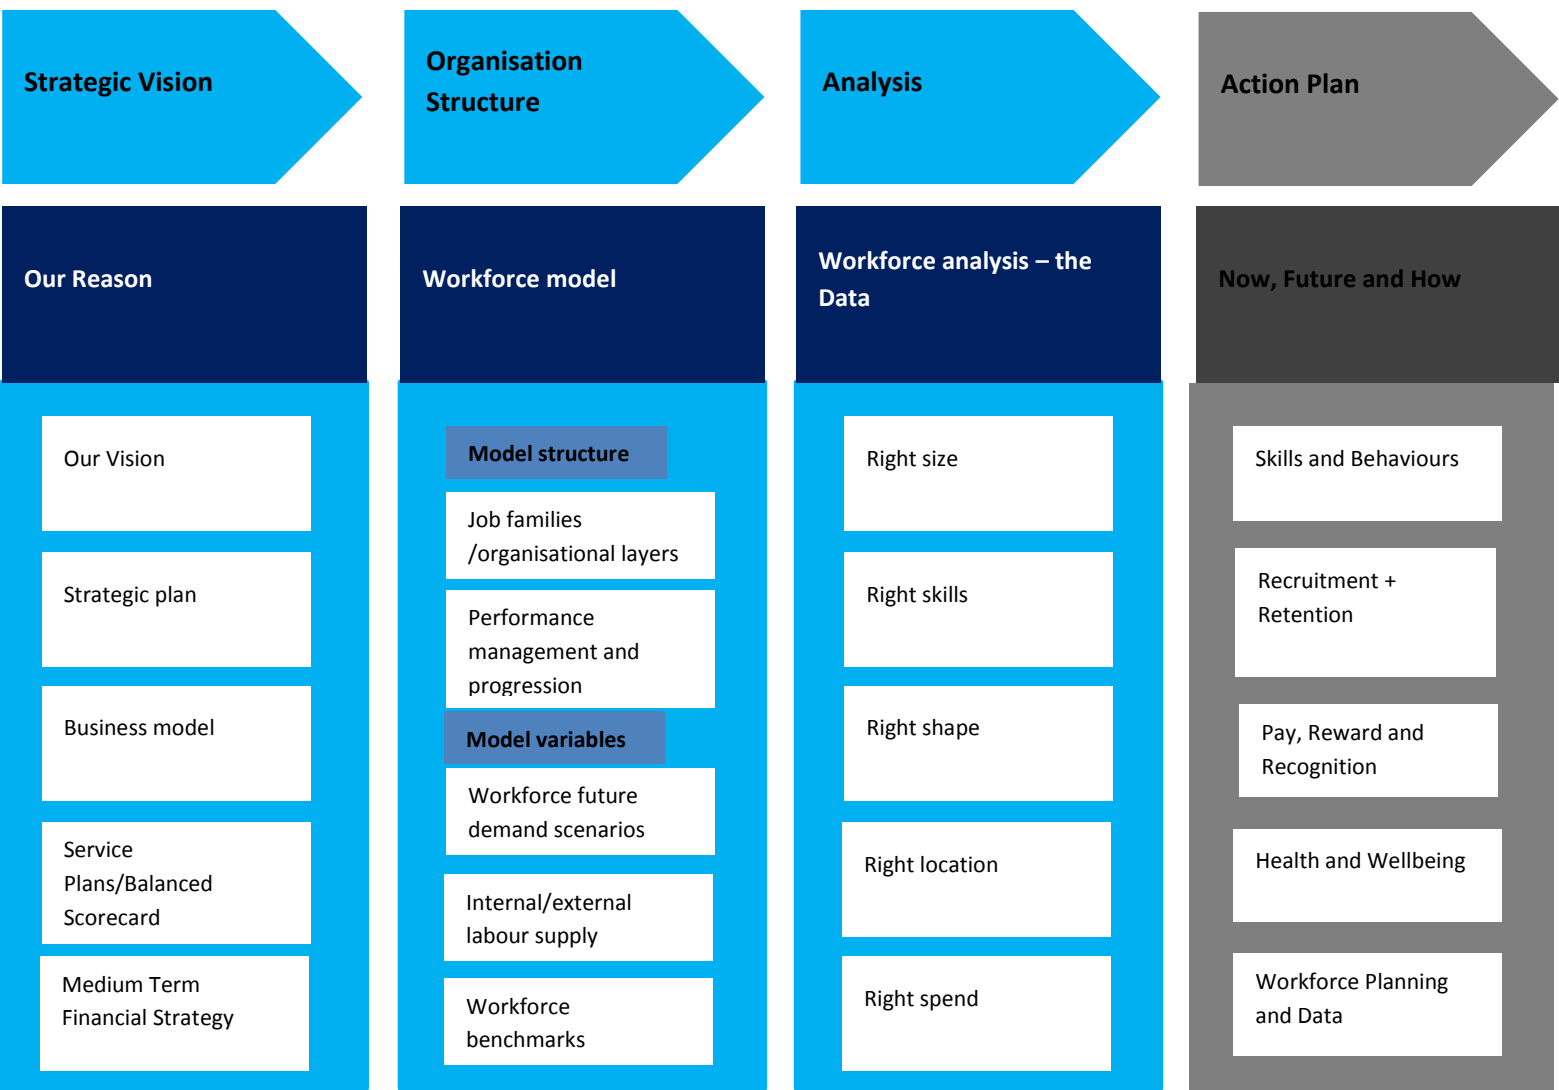 Strategic Vision
Organisation
Structure
Analysis
Action Plan
Our Reason
Workforce model
Workforce analysis – the
Data
Now, Future and How
Our Vision
Strategic plan
Business model
Service
Plans/Balanced
Scorecard
Medium Term
Financial Strategy
Model structure
Job families
/organisational layers
Performance
management and
progression
Model variables
Workforce future
demand scenarios
Internal/external
labour supply
Workforce
benchmarks
Right size
Right skills
Right shape
Right location
Right spend
Skills and Behaviours
Recruitment +
Retention
Pay, Reward and
Recognition
Health and Wellbeing
Workforce Planning
and Data